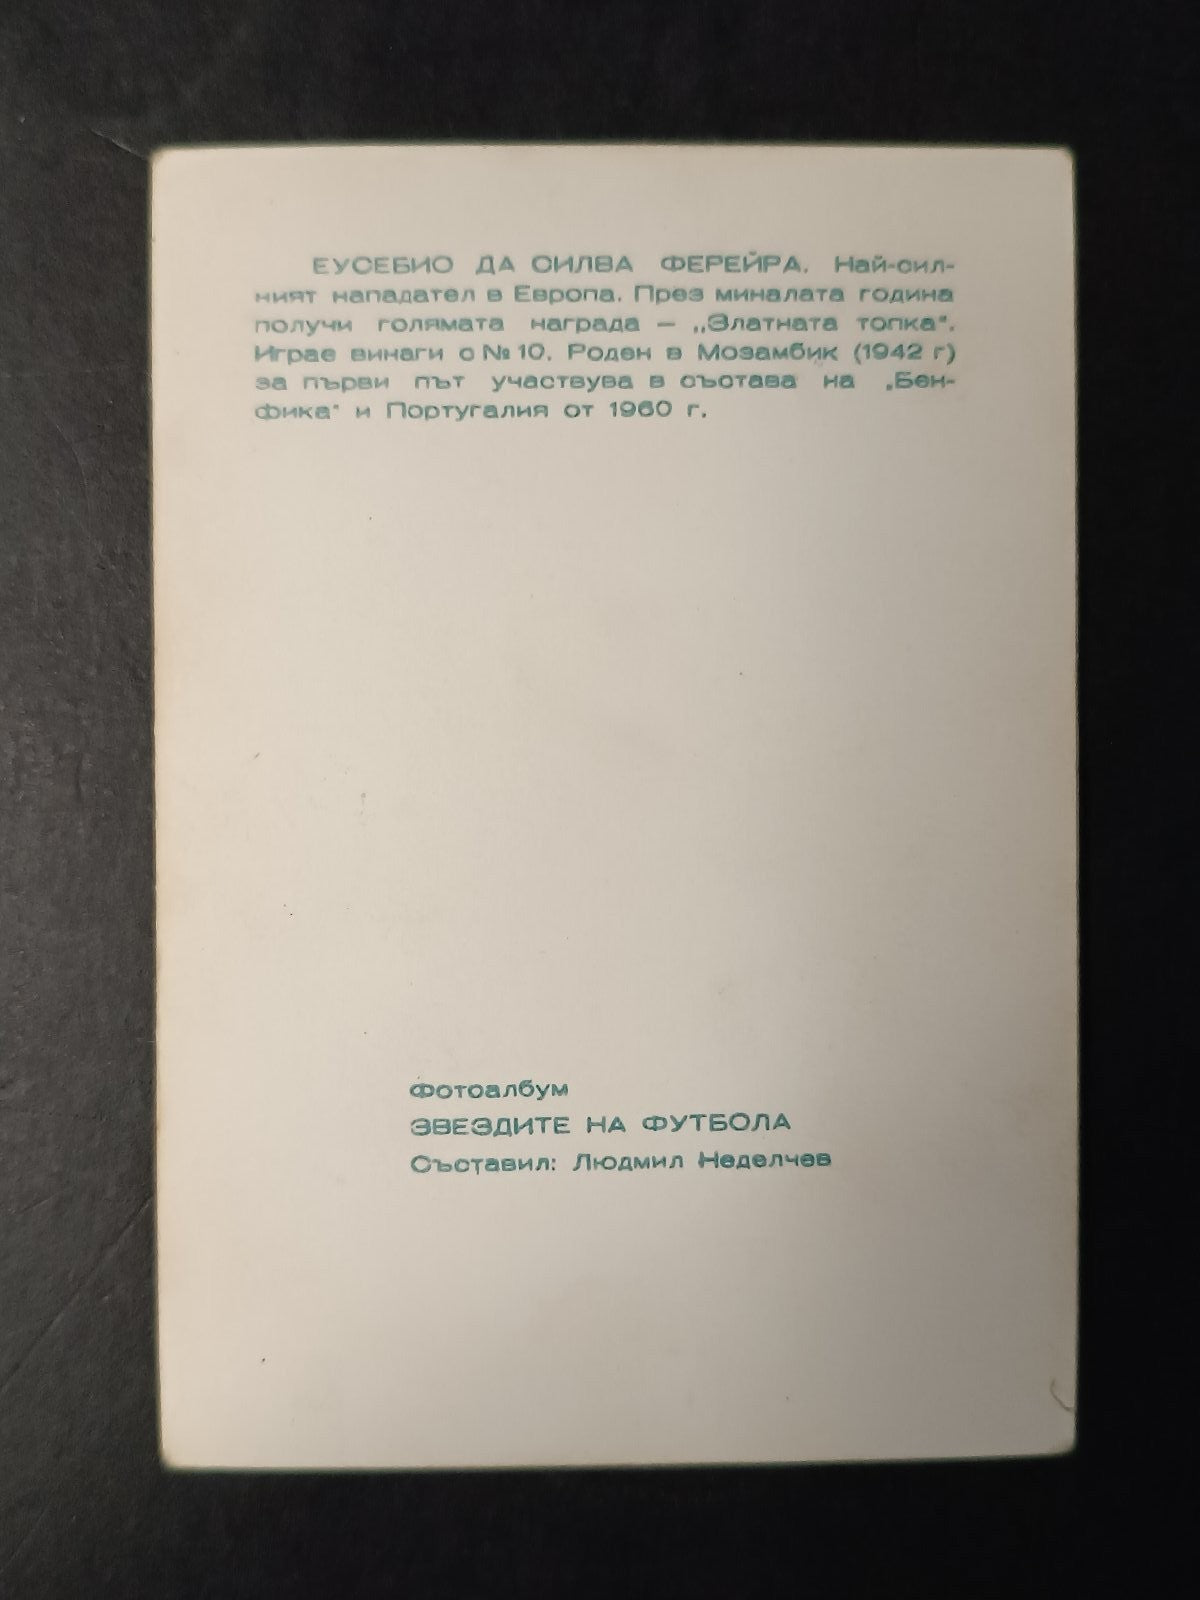 ЕУСЕБИО ДА СИЛВА ФЕРЕЙРА. Най-сил-
ният нападател в Европа. През миналата година
получи голямата награда — „Златната топка".
Играе винаги с №10. Роден в Мозамбик (1942 г)
за първи път участвува в състава на „Бен-
фика" и Португалия от 1960 г.
Фотоалбум
ЗВЕЗДИТЕ НА ФУТБОЛА
Съставил: Людмил Неделчев